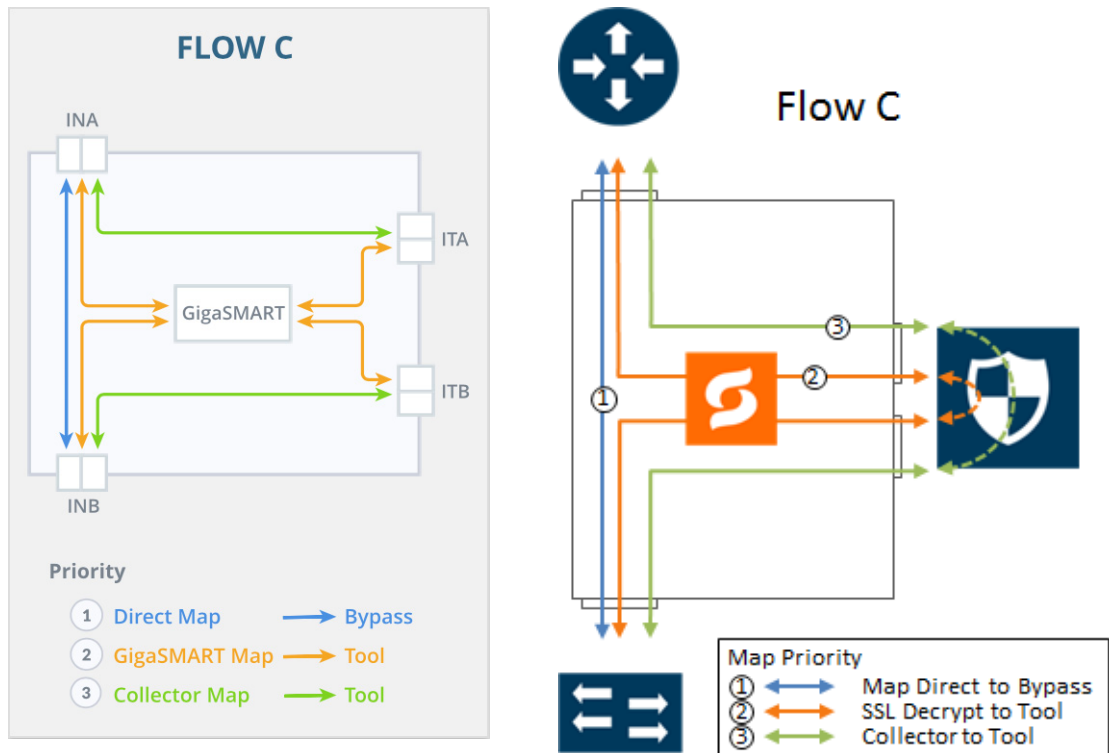 FLOW C
INA
ITA
GigaSMART
ITB
INB
Priority
1 Direct Map Bypass
2 GigaSMART Map Tool
3 Collector Map Tool
Flow C
3
2
1
Map Priority
1 Map Direct to Bypass
2 SSL Decrypt to Tool
3 Collector to Tool